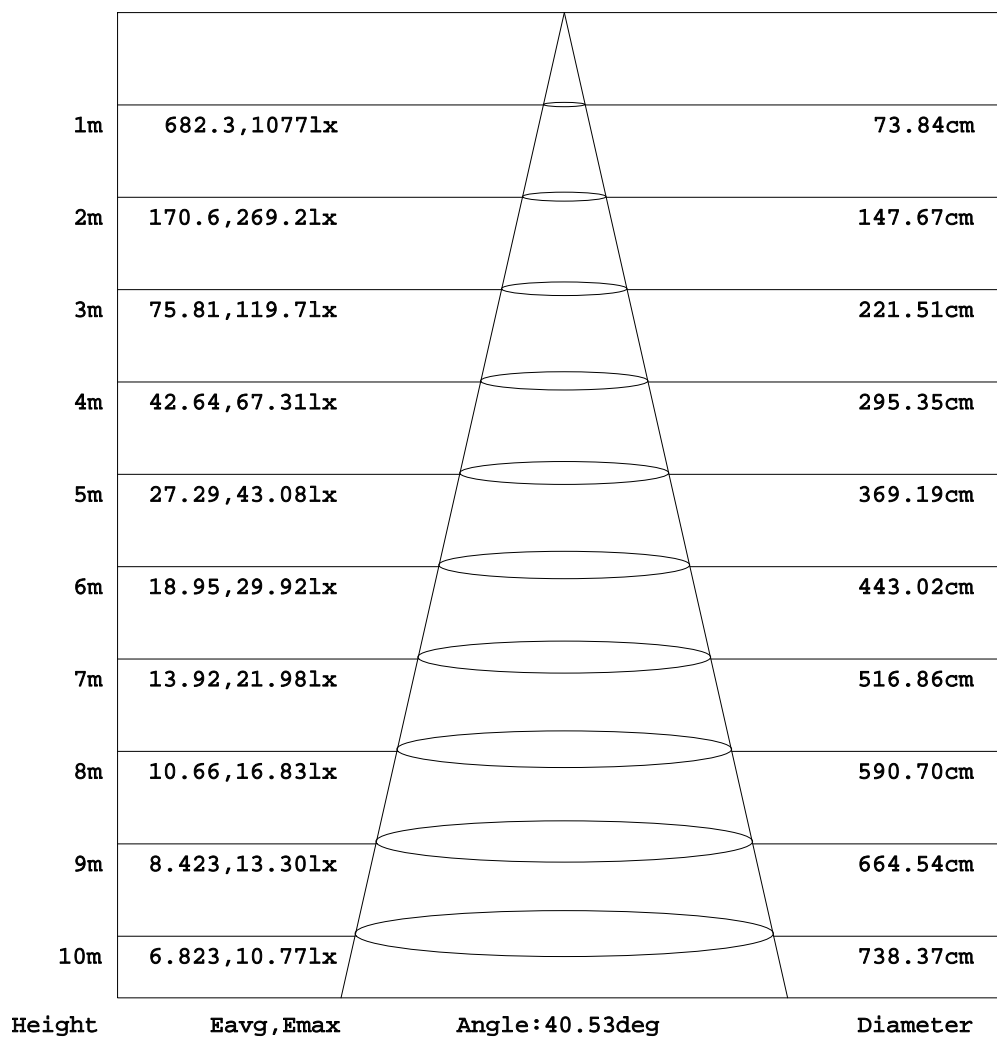 1m 682.3,1077lx 73.84cm
2m 170.6,269.2lx 147.67cm
3m 75.81,119.7lx 221.51cm
4m 42.64,67.31lx 295.35cm
5m 27.29,43.08lx 369.19cm
6m 18.95,29.92lx 443.02cm
7m 13.92,21.98lx 516.86cm
8m 10.66,16.83lx 590.70cm
9m 8.423,13.30lx 664.54cm
10m 6.823,10.77lx 738.37cm
Height Eavg,Emax Angle:40.53deg Diameter